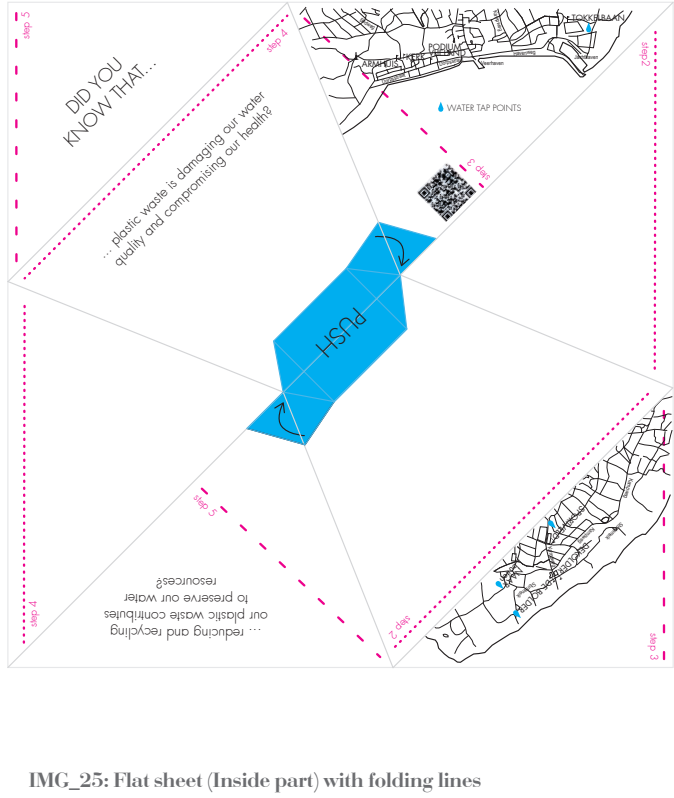 step 5
step 4
DID YOU
KNOW THAT...
... plastic waste is damaging our water
quality and compromising our health?
TOKKELBAAN
PODIUM
ARMHUIS
WATER TAP POINTS
step 3
step 2
PUSH
step 4
step 5
... reducing and recycling
our plastic waste contributes
to preserve our water
resources?
step 2
step 3
IMG_25: Flat sheet (Inside part) with folding lines